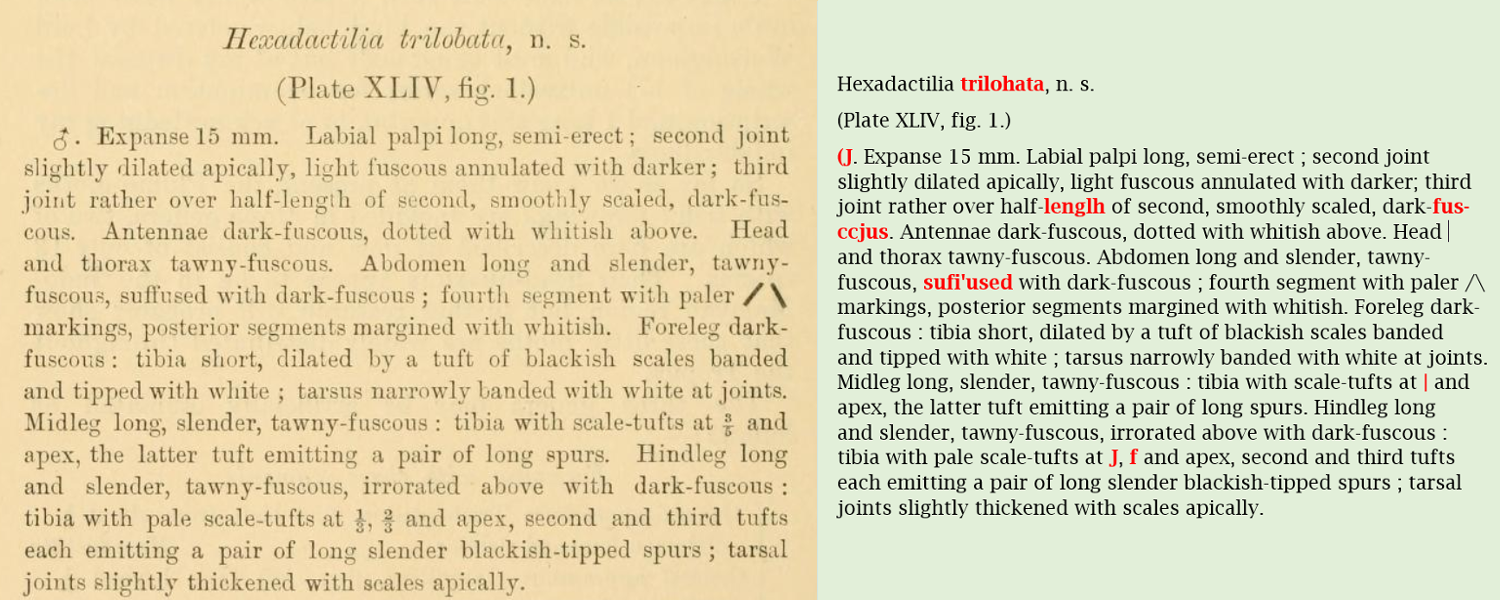 Hexadactilia trilobata, n. s.
(Plate XLIV, fig. 1.)
♂. Expanse 15 mm. Labial palpi long, semi-erect; second joint
slightly dilated apically, light fuscous annulated with darker; third
joint rather over half-length of second, smoothly scaled, dark-fus-
cous. Antennae dark-fuscous, dotted with whitish above. Head
and thorax tawny-fuscous. Abdomen long and slender, tawny-
fuscous, suffused with dark-fuscous; fourth segment with paler /\
markings, posterior segments margined with whitish. Foreleg dark-
fuscous: tibia short, dilated by a tuft of blackish scales banded
and tipped with white; tarsus narrowly banded with white at joints.
Midleg long, slender, tawny-fuscous: tibia with scale-tufts at 3/5 and
apex, the latter tuft emitting a pair of long spurs. Hindleg long
and slender, tawny-fuscous, irrorated above with dark-fuscous:
tibia with pale scale-tufts at 1/3, 2/3 and apex, second and third tufts
each emitting a pair of long slender blackish-tipped spurs; tarsal
joints slightly thickened with scales apically.
Hexadactilia trilohata, n. s.
(Plate XLIV, fig. 1.)
(J. Expanse 15 mm. Labial palpi long, semi-erect ; second joint
slightly dilated apically, light fuscous annulated with darker; third
joint rather over half-lenglh of second, smoothly scaled, dark-fus-
ccjus. Antennae dark-fuscous, dotted with whitish above. Head |
and thorax tawny-fuscous. Abdomen long and slender, tawny-
fuscous, sufi'used with dark-fuscous ; fourth segment with paler /\
markings, posterior segments margined with whitish. Foreleg dark-
fuscous : tibia short, dilated by a tuft of blackish scales banded
and tipped with white ; tarsus narrowly banded with white at joints.
Midleg long, slender, tawny-fuscous : tibia with scale-tufts at | and
apex, the latter tuft emitting a pair of long spurs. Hindleg long
and slender, tawny-fuscous, irrorated above with dark-fuscous :
tibia with pale scale-tufts at J, f and apex, second and third tufts
each emitting a pair of long slender blackish-tipped spurs ; tarsal
joints slightly thickened with scales apically.